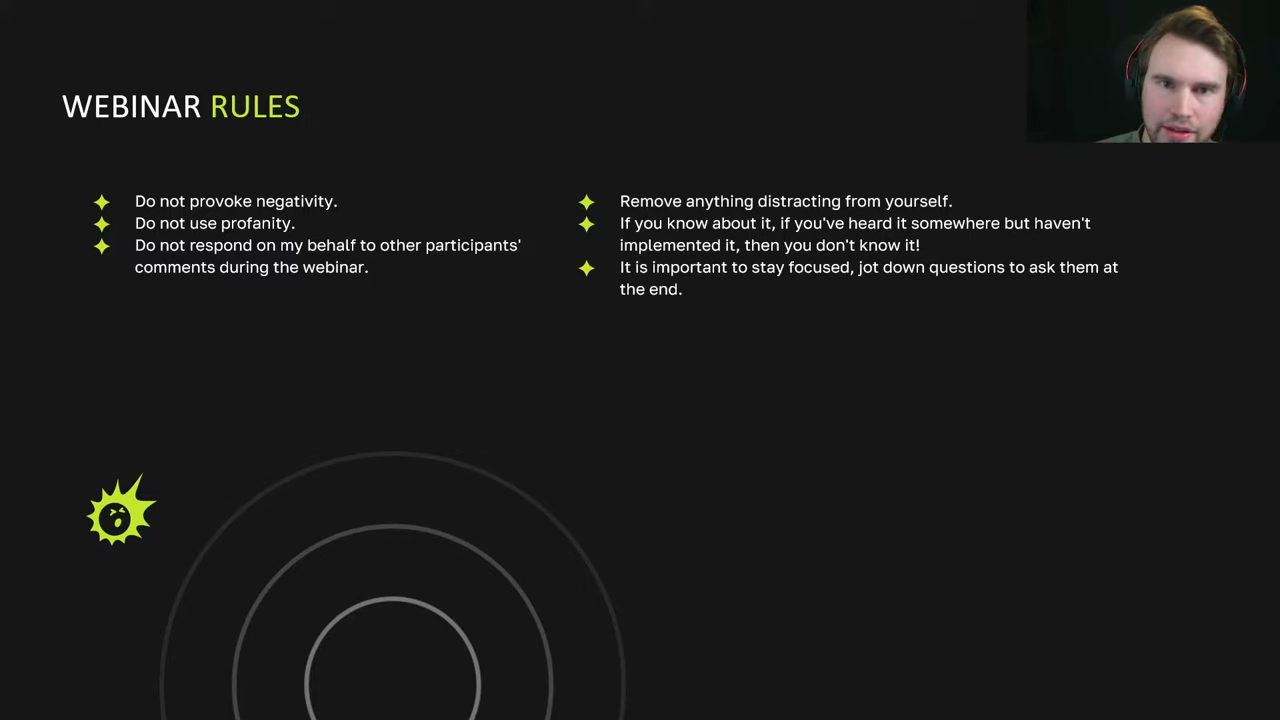 WEBINAR RULES
Do not provoke negativity.
Do not use profanity.
Do not respond on my behalf to other participants'
comments during the webinar.
Remove anything distracting from yourself.
If you know about it, if you've heard it somewhere but haven't
implemented it, then you don't know it!
It is important to stay focused, jot down questions to ask them at
the end.